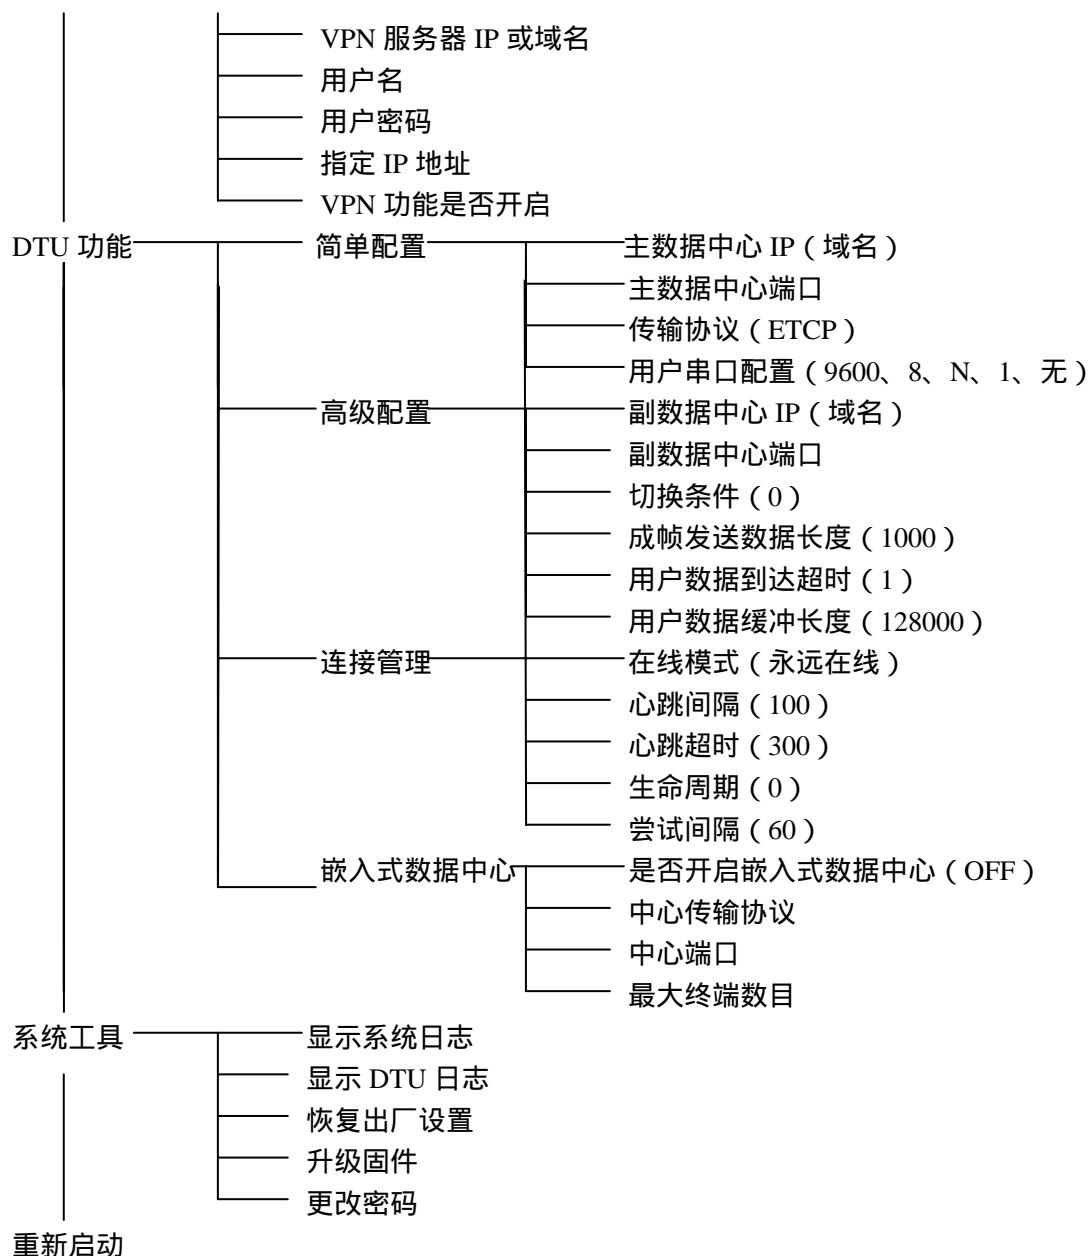 VPN 服务器 IP 或域名
用户名
用户密码
指定 IP 地址
VPN 功能是否开启
DTU 功能 简单配置 主数据中心 IP（域名）
主数据中心端口
传输协议（ETCP）
用户串口配置（9600、8、N、1、无）
高级配置 副数据中心 IP（域名）
副数据中心端口
切换条件（0）
成帧发送数据长度（1000）
用户数据到达超时（1）
用户数据缓冲长度（128000）
连接管理 在线模式（永远在线）
心跳间隔（100）
心跳超时（300）
生命周期（0）
尝试间隔（60）
嵌入式数据中心 是否开启嵌入式数据中心（OFF）
中心传输协议
中心端口
最大终端数目
系统工具 显示系统日志
显示 DTU 日志
恢复出厂设置
升级固件
更改密码
重新启动